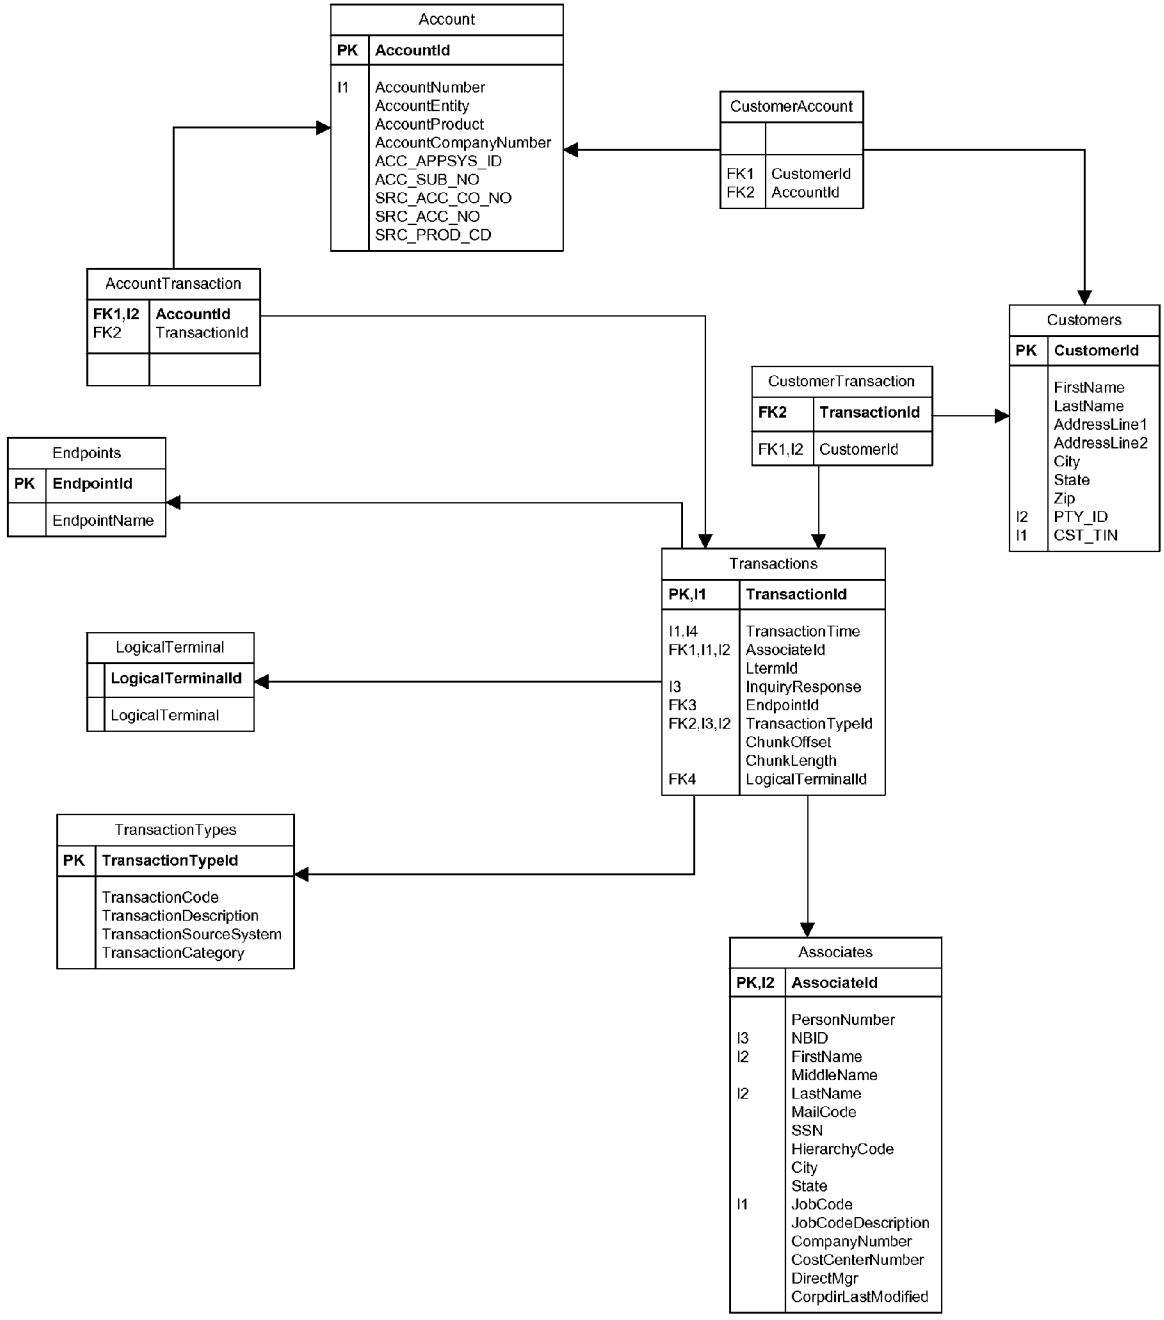 Account
PK AccountId
I1 AccountNumber
AccountEntity
AccountProduct
AccountCompanyNumber
ACC_APPSYS_ID
ACC_SUB_NO
SRC_ACC_CO_NO
SRC_ACC_NO
SRC_PROD_CD
CustomerAccount
FK1 CustomerId
FK2 AccountId
AccountTransaction
FK1,I2 AccountId
FK2 TransactionId
Customers
PK CustomerId
FirstName
LastName
AddressLine1
AddressLine2
City
State
Zip
I2 PTY_ID
I1 CST_TIN
CustomerTransaction
FK2 TransactionId
FK1,I2 CustomerId
Endpoints
PK EndpointId
EndpointName
Transactions
PK,I1 TransactionId
I1,I4 TransactionTime
FK1,I1,I2 AssociateId
LtermId
I3 InquiryResponse
FK3 EndpointId
FK2,I3,I2 TransactionTypeId
ChunkOffset
ChunkLength
FK4 LogicalTerminalId
LogicalTerminal
LogicalTerminalId
LogicalTerminal
TransactionTypes
PK TransactionTypeId
TransactionCode
TransactionDescription
TransactionSourceSystem
TransactionCategory
Associates
PK,I2 AssociateId
PersonNumber
I3 NBID
I2 FirstName
MiddleName
I2 LastName
MailCode
SSN
HierarchyCode
City
State
I1 JobCode
JobCodeDescription
CompanyNumber
CostCenterNumber
DirectMgr
CorpdirLastModified